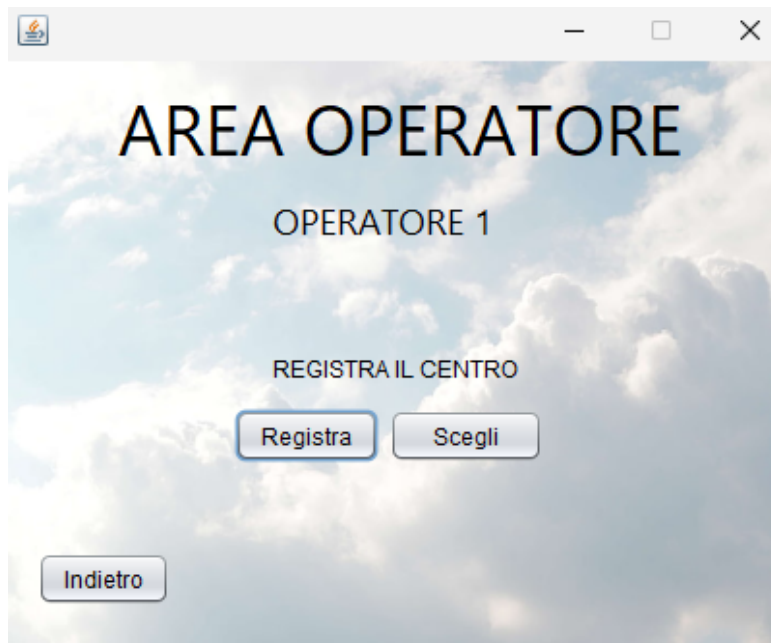 AREA OPERATORE
OPERATORE 1
REGISTRA IL CENTRO
Registra Scegli
Indietro